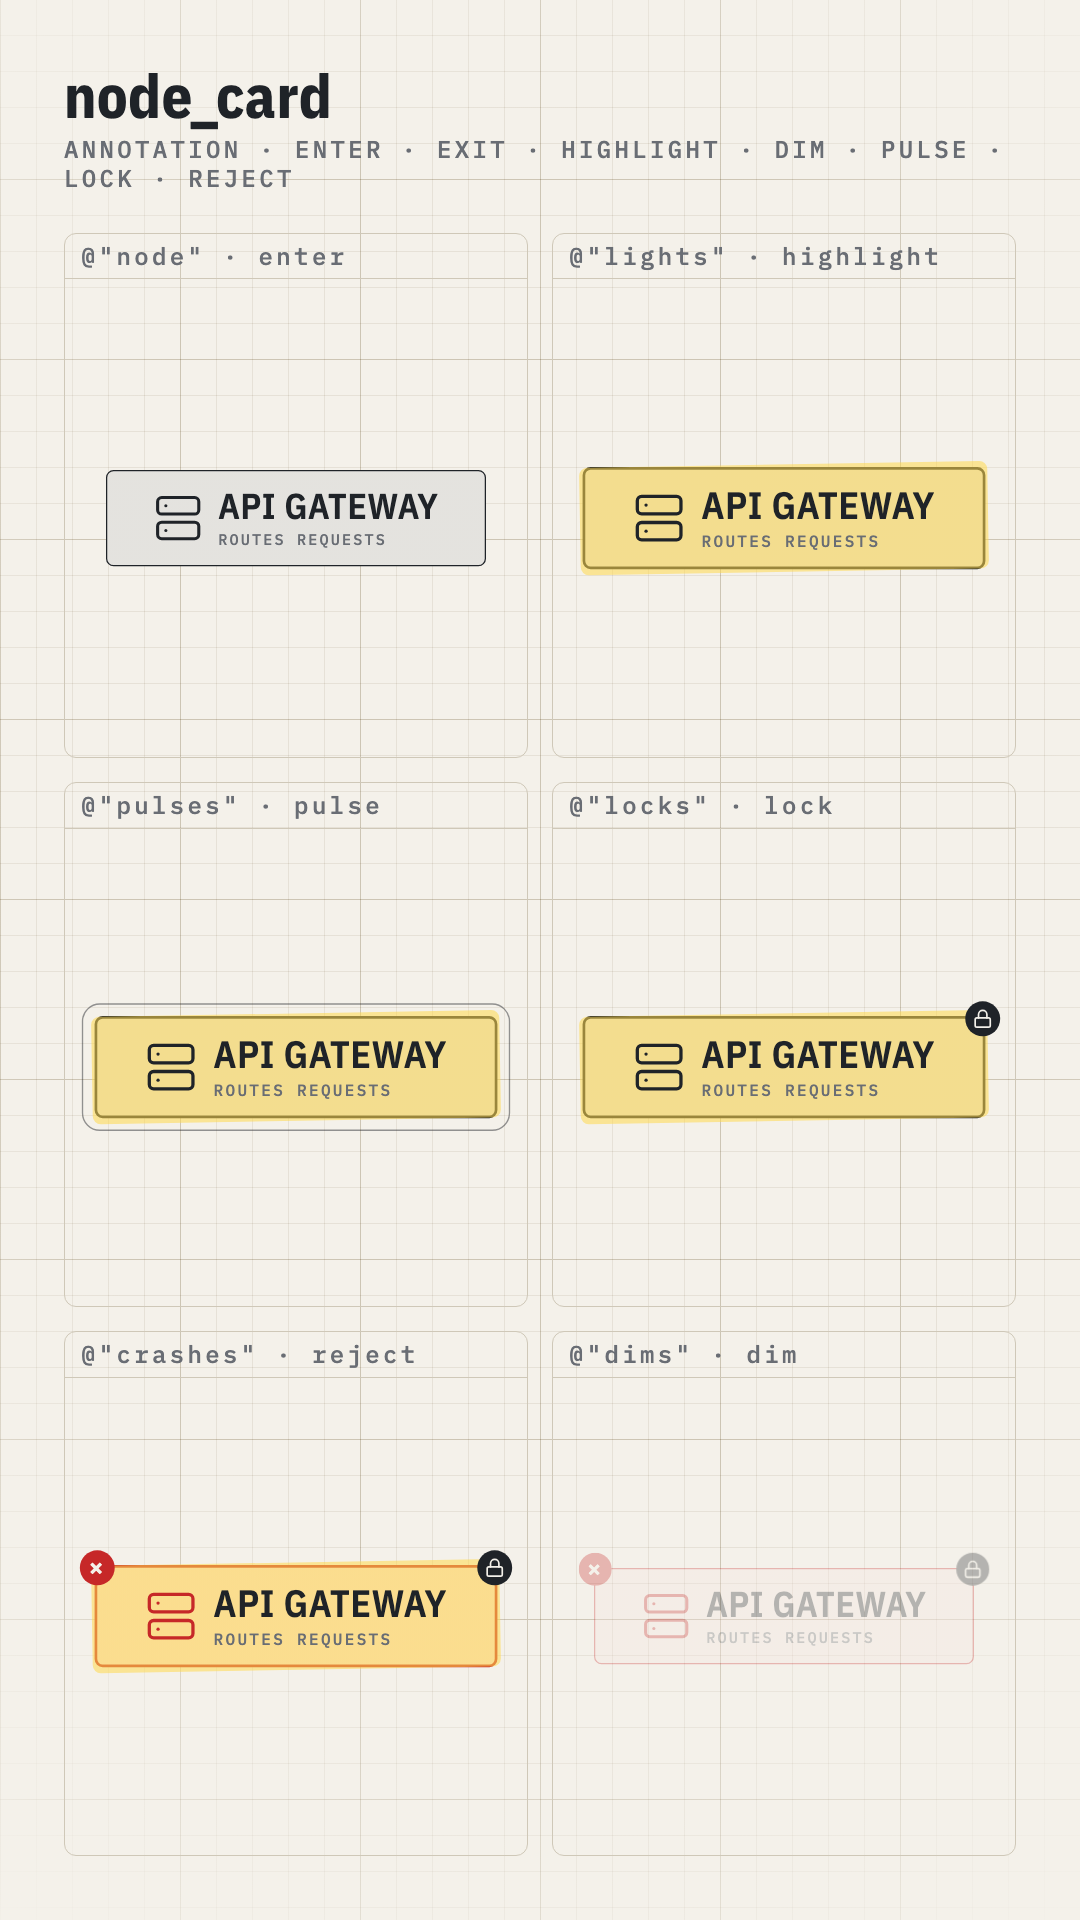 node_card
ANNOTATION · ENTER · EXIT · HIGHLIGHT · DIM · PULSE ·
LOCK · REJECT
@"node" · enter
API GATEWAY
ROUTES REQUESTS
@"lights" · highlight
API GATEWAY
ROUTES REQUESTS
@"pulses" · pulse
API GATEWAY
ROUTES REQUESTS
@"locks" · lock
API GATEWAY
ROUTES REQUESTS
@"crashes" · reject
API GATEWAY
ROUTES REQUESTS
@"dims" · dim
API GATEWAY
ROUTES REQUESTS